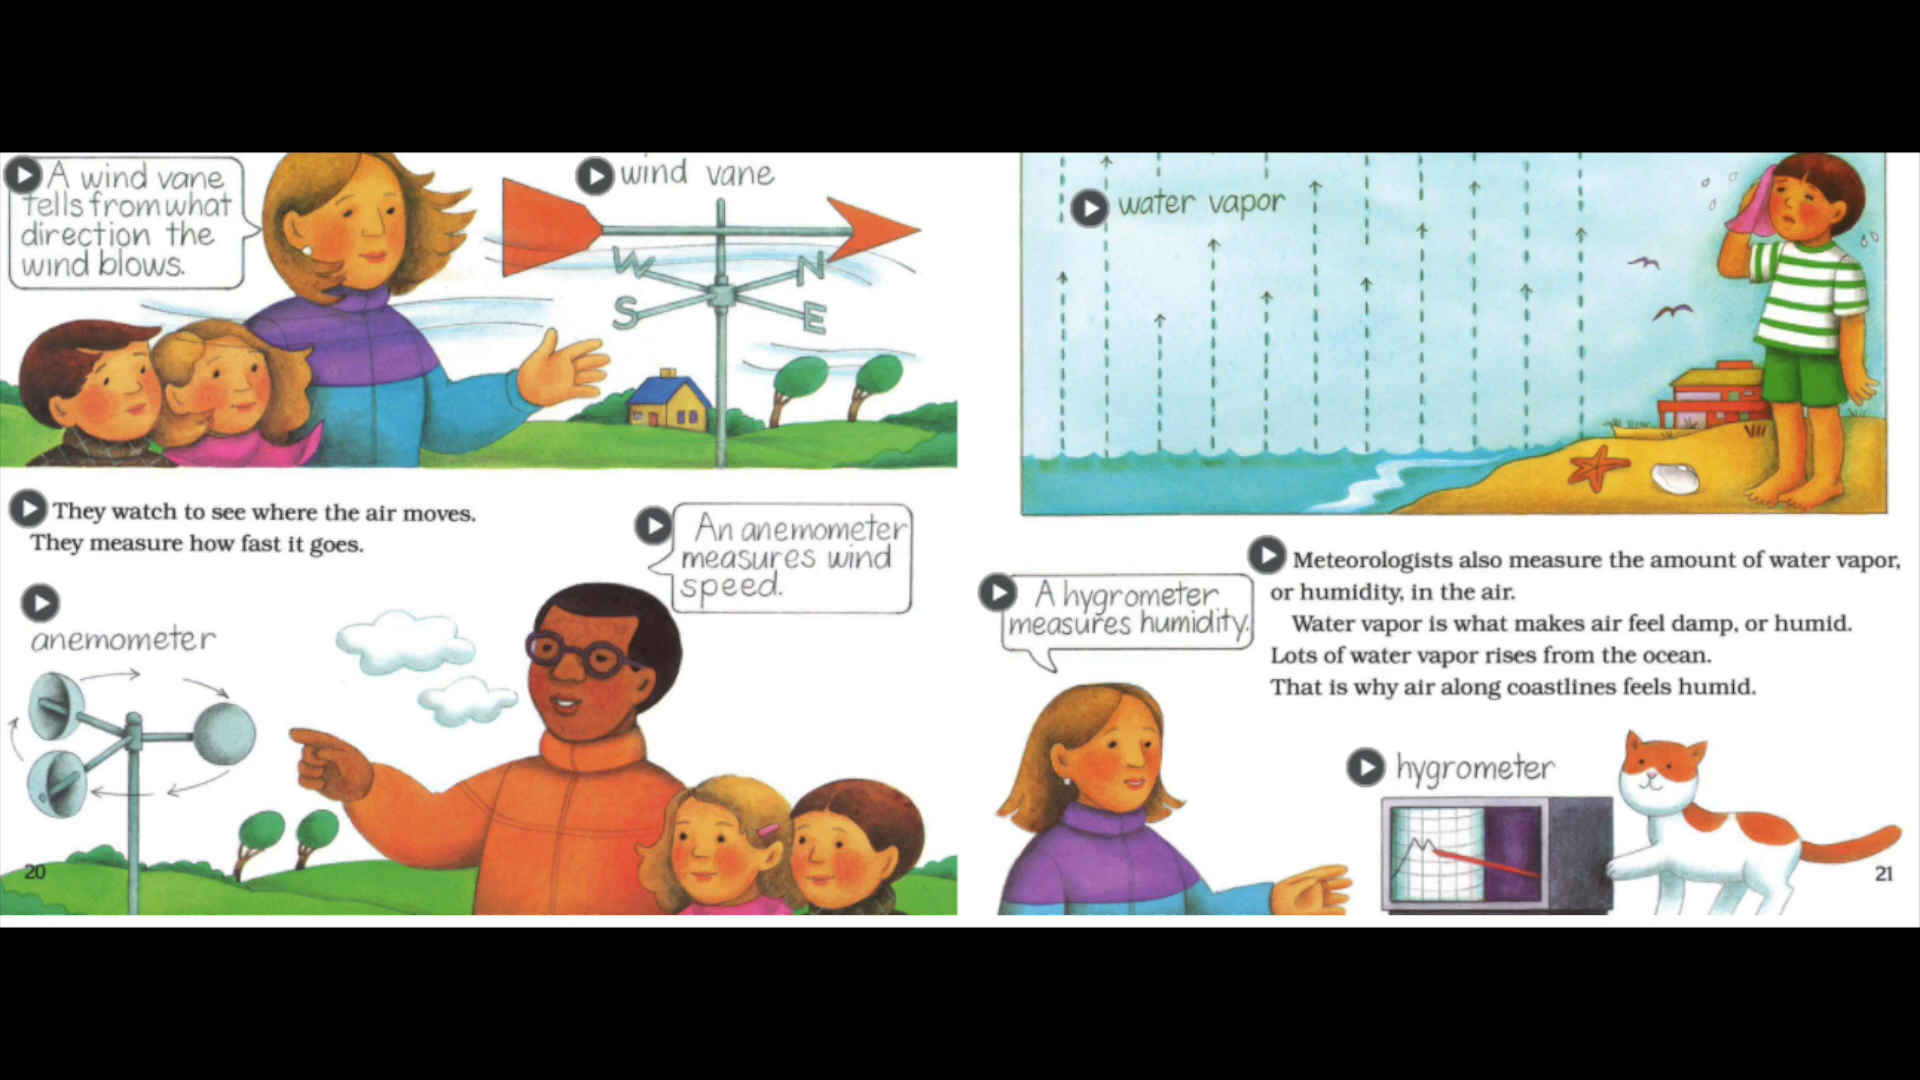 A wind vane
tells from what
direction the
wind blows.
wind vane
W
N
S
E
They watch to see where the air moves.
They measure how fast it goes.
An anemometer
measures wind
speed.
anemometer
20
water vapor
Meteorologists also measure the amount of water vapor,
or humidity, in the air.
Water vapor is what makes air feel damp, or humid.
Lots of water vapor rises from the ocean.
That is why air along coastlines feels humid.
A hygrometer
measures humidity.
hygrometer
21